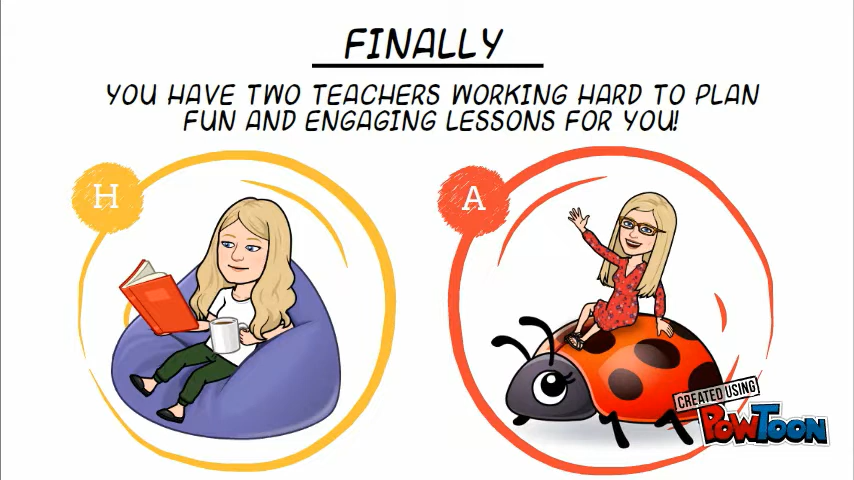 FINALLY
YOU HAVE TWO TEACHERS WORKING HARD TO PLAN
FUN AND ENGAGING LESSONS FOR YOU!
H
A
CREATED USING
POWTOON